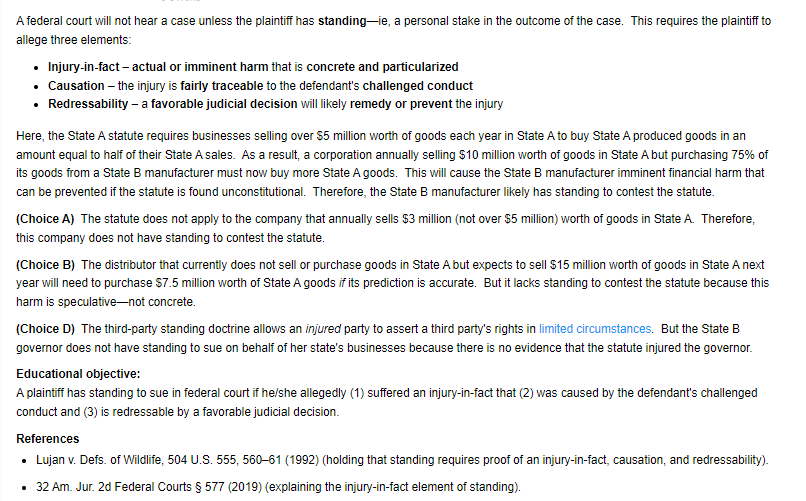 A federal court will not hear a case unless the plaintiff has standing—ie, a personal stake in the outcome of the case. This requires the plaintiff to
allege three elements:
• Injury-in-fact – actual or imminent harm that is concrete and particularized
• Causation – the injury is fairly traceable to the defendant's challenged conduct
• Redressability – a favorable judicial decision will likely remedy or prevent the injury
Here, the State A statute requires businesses selling over $5 million worth of goods each year in State A to buy State A produced goods in an
amount equal to half of their State A sales. As a result, a corporation annually selling $10 million worth of goods in State A but purchasing 75% of
its goods from a State B manufacturer must now buy more State A goods. This will cause the State B manufacturer imminent financial harm that
can be prevented if the statute is found unconstitutional. Therefore, the State B manufacturer likely has standing to contest the statute.
(Choice A) The statute does not apply to the company that annually sells $3 million (not over $5 million) worth of goods in State A. Therefore,
this company does not have standing to contest the statute.
(Choice B) The distributor that currently does not sell or purchase goods in State A but expects to sell $15 million worth of goods in State A next
year will need to purchase $7.5 million worth of State A goods if its prediction is accurate. But it lacks standing to contest the statute because this
harm is speculative—not concrete.
(Choice D) The third-party standing doctrine allows an injured party to assert a third party's rights in limited circumstances. But the State B
governor does not have standing to sue on behalf of her state's businesses because there is no evidence that the statute injured the governor.
Educational objective:
A plaintiff has standing to sue in federal court if he/she allegedly (1) suffered an injury-in-fact that (2) was caused by the defendant's challenged
conduct and (3) is redressable by a favorable judicial decision.
References
• Lujan v. Defs. of Wildlife, 504 U.S. 555, 560–61 (1992) (holding that standing requires proof of an injury-in-fact, causation, and redressability).
• 32 Am. Jur. 2d Federal Courts § 577 (2019) (explaining the injury-in-fact element of standing).